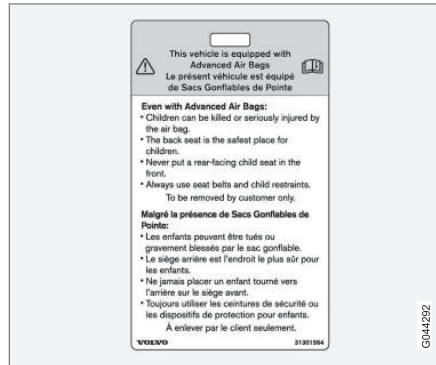 This vehicle is equipped with
Advanced Air Bags
Le présent véhicule est équipé
de Sacs Gonflables de Pointe
Even with Advanced Air Bags:
• Children can be killed or seriously injured by
the air bag.
• The back seat is the safest place for
children.
• Never put a rear-facing child seat in the
front.
• Always use seat belts and child restraints.
To be removed by customer only.
Malgré la présence de Sacs Gonflables de
Pointe:
• Les enfants peuvent être tués ou
gravement blessés par le sac gonflable.
• Le siège arrière est l'endroit le plus sûr pour
les enfants.
• Ne jamais placer un enfant tourné vers
l'arrière sur le siège avant.
• Toujours utiliser les ceintures de sécurité ou
les dispositifs de protection pour enfants.
À enlever par le client seulement.
VOLVO 31301564
G044292